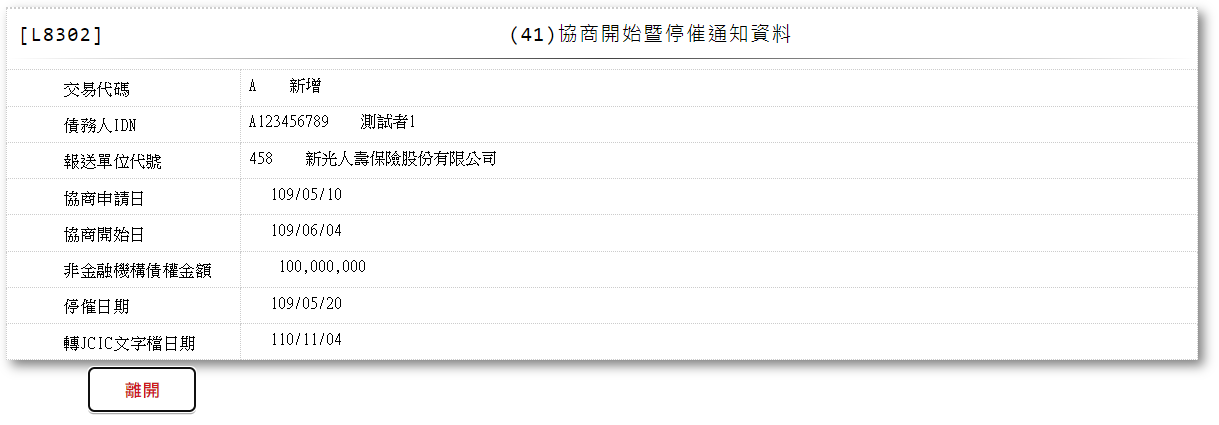 [L8302] (41)協商開始暨停催通知資料
交易代碼 A 新增
債務人IDN A123456789 測試者1
報送單位代號 458 新光人壽保險股份有限公司
協商申請日 109/05/10
協商開始日 109/06/04
非金融機構債權金額 100,000,000
停催日期 109/05/20
轉JCIC文字檔日期 110/11/04
離開